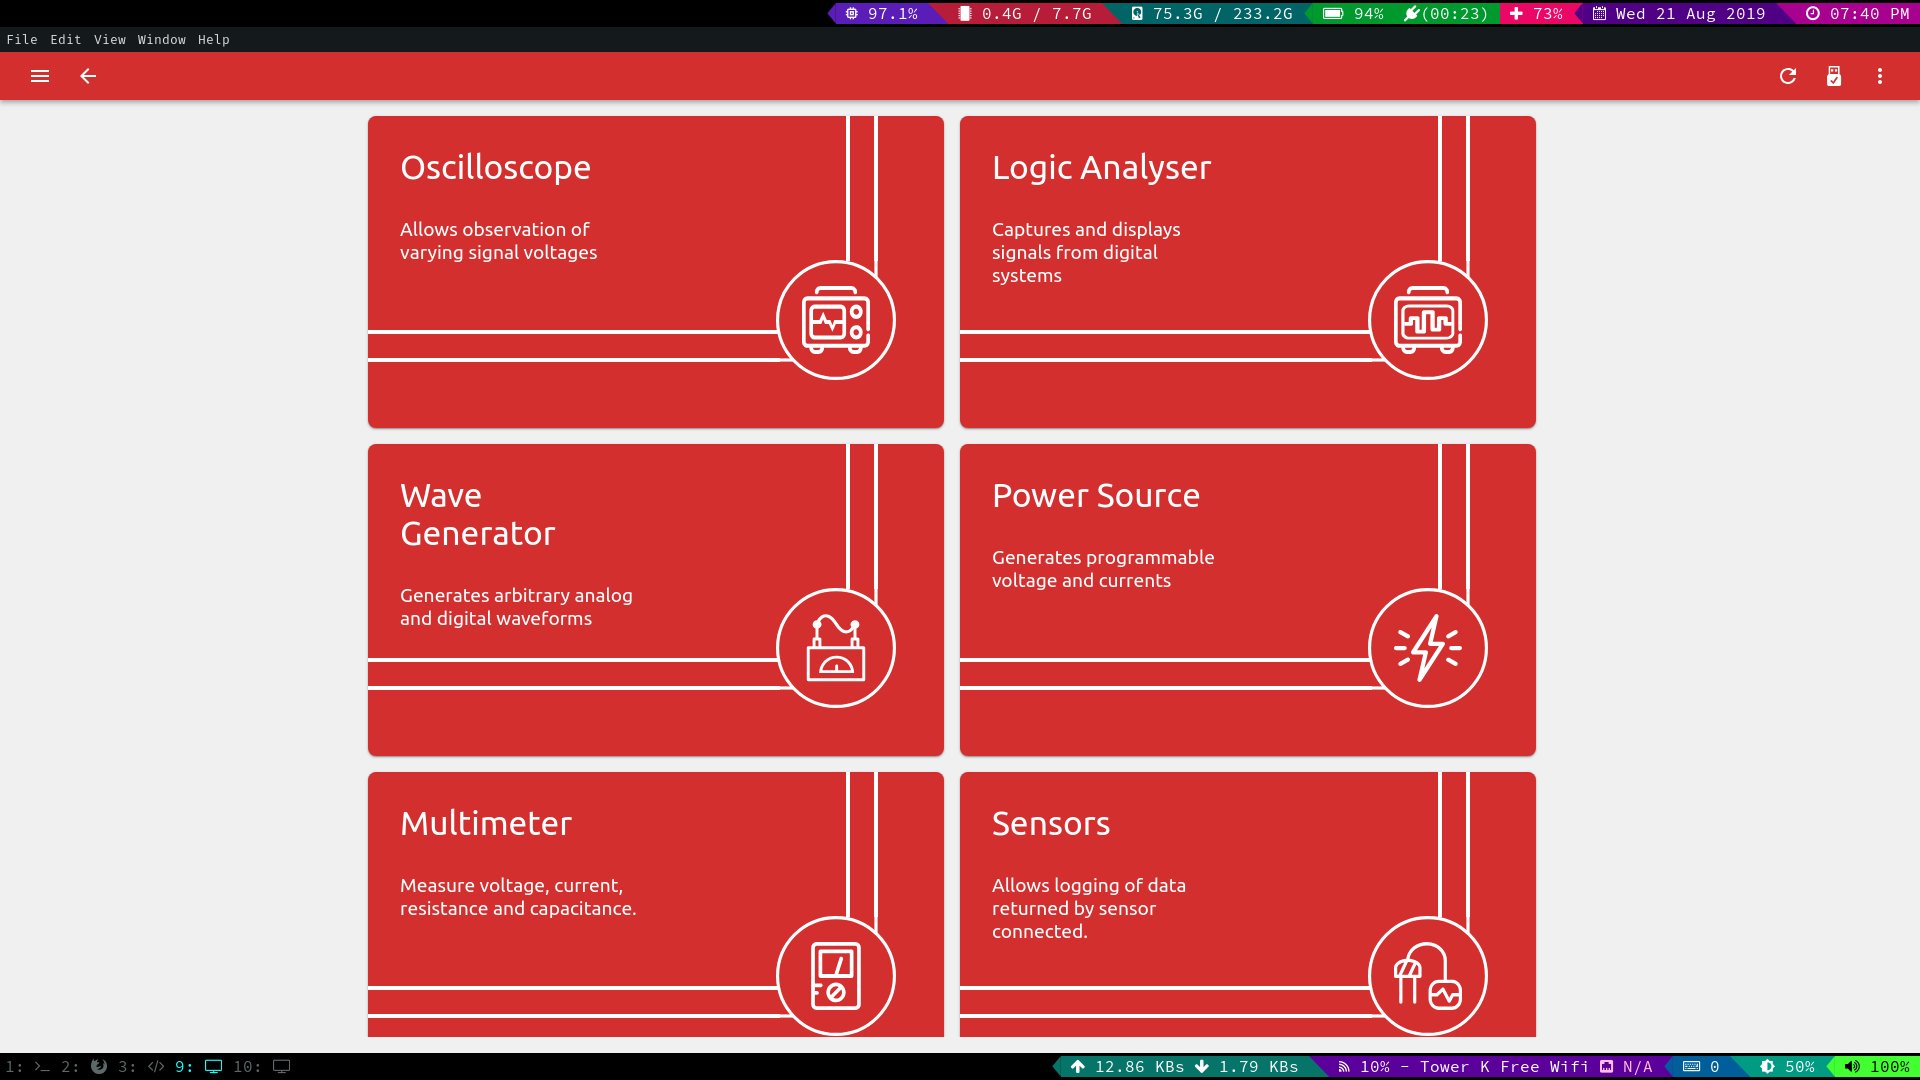 97.1% 0.4G / 7.7G 75.3G / 233.2G 94% (00:23) 73% Wed 21 Aug 2019 07:40 PM
File Edit View Window Help
Oscilloscope
Allows observation of
varying signal voltages
Logic Analyser
Captures and displays
signals from digital
systems
Wave
Generator
Generates arbitrary analog
and digital waveforms
Power Source
Generates programmable
voltage and currents
Multimeter
Measure voltage, current,
resistance and capacitance.
Sensors
Allows logging of data
returned by sensor
connected.
1: 2: 3: 9: 10: 12.86 KBs 1.79 KBs 10% - Tower K Free Wifi N/A 0 50% 100%